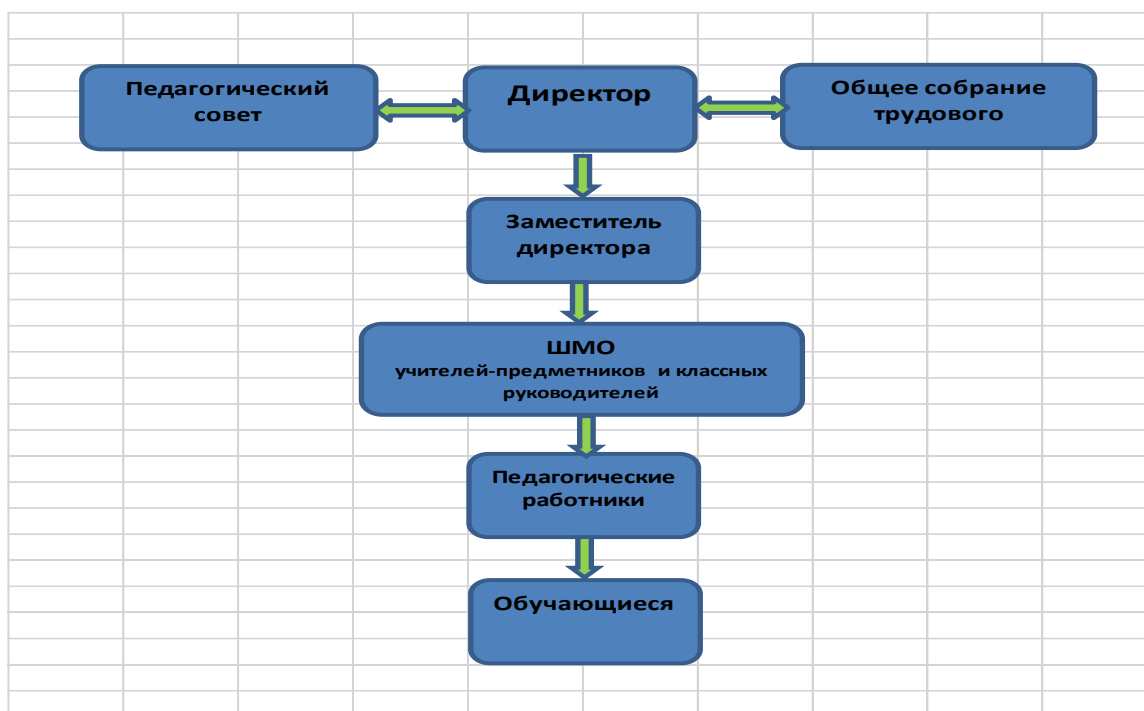 Педагогический
совет
Директор
Общее собрание
трудового
Заместитель
директора
ШМО
учителей-предметников и классных
руководителей
Педагогические
работники
Обучающиеся